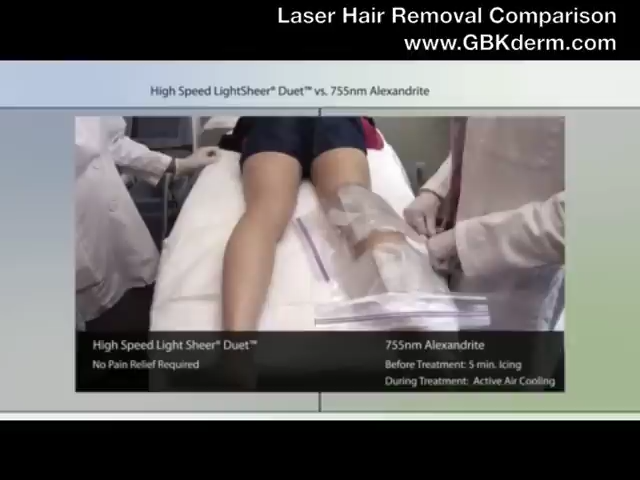 Laser Hair Removal Comparison
www.GBKderm.com
High Speed LightSheer® Duet™ vs. 755nm Alexandrite
High Speed Light Sheer® Duet™
No Pain Relief Required
755nm Alexandrite
Before Treatment: 5 min. Icing
During Treatment: Active Air Cooling